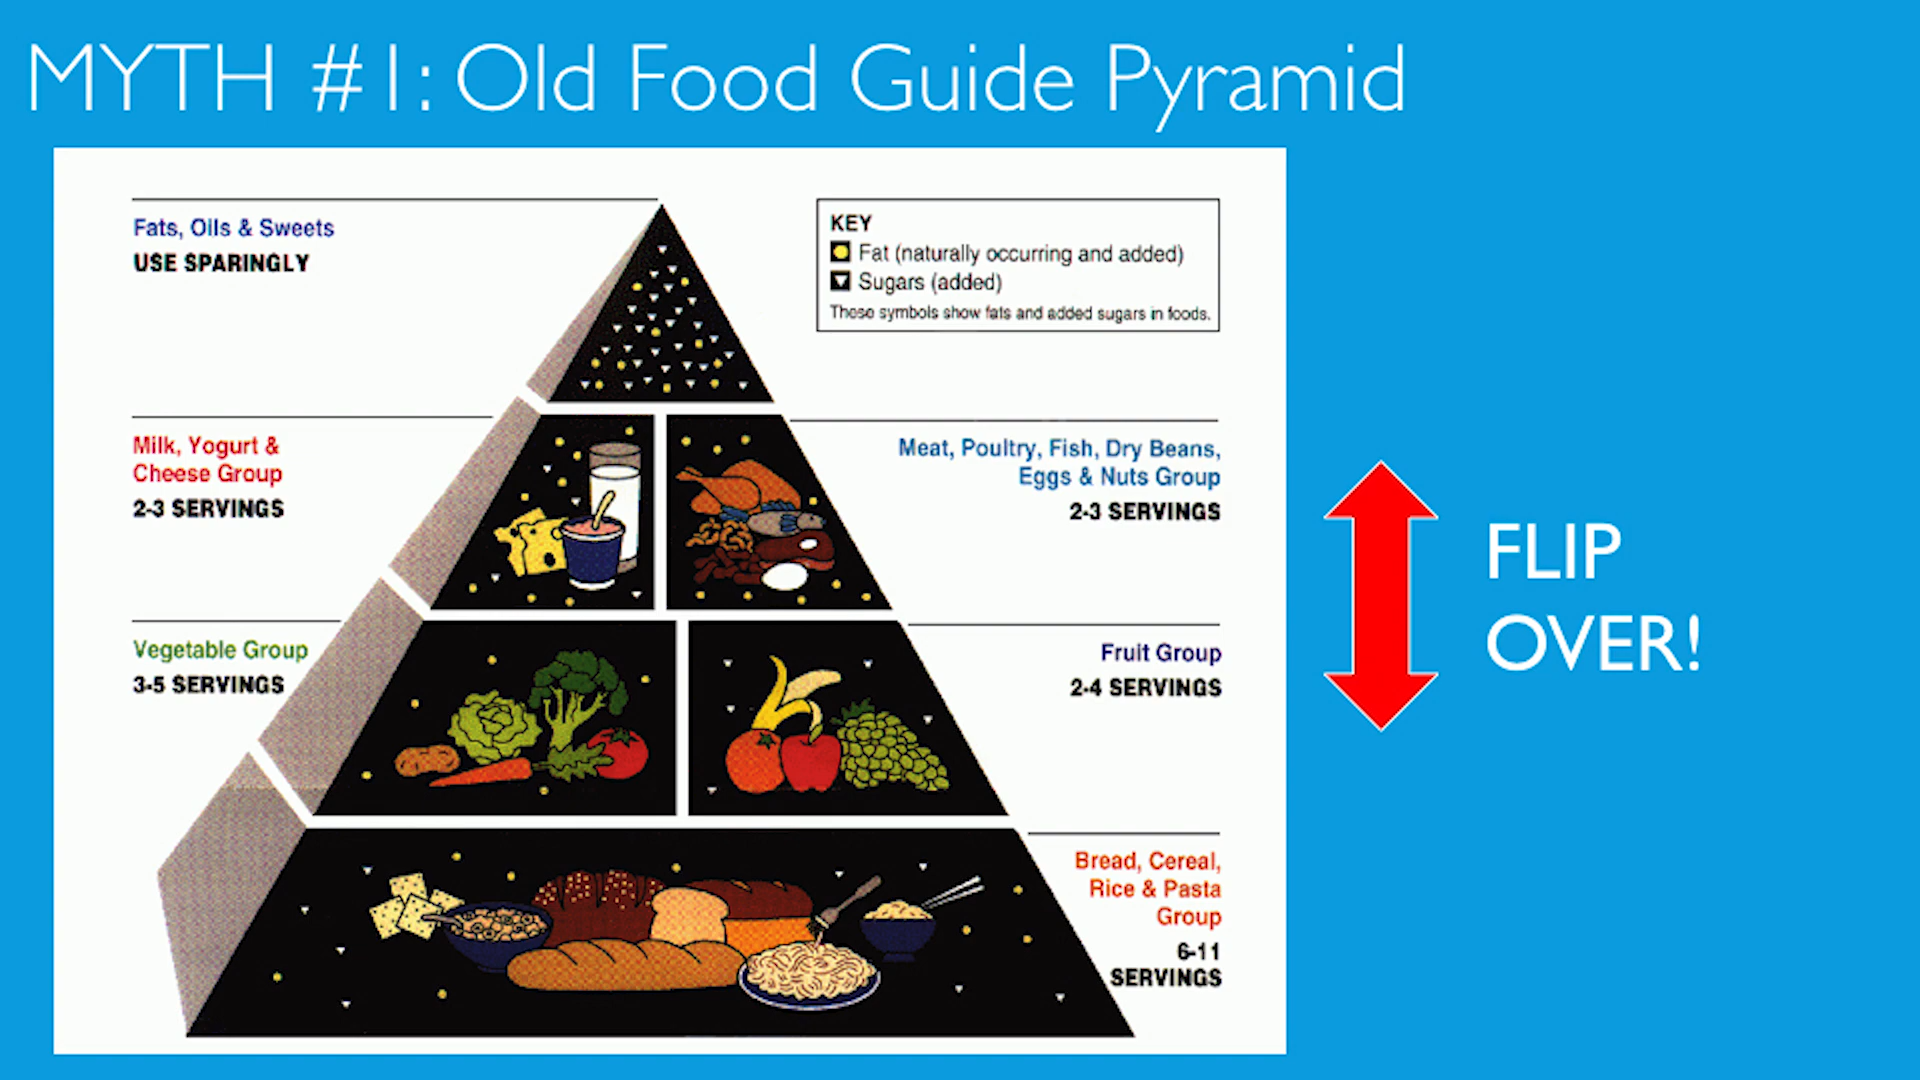 MYTH #1: Old Food Guide Pyramid
Fats, Oils & Sweets
USE SPARINGLY
KEY
Fat (naturally occurring and added)
Sugars (added)
These symbols show fats and added sugars in foods.
Milk, Yogurt &
Cheese Group
2-3 SERVINGS
Meat, Poultry, Fish, Dry Beans,
Eggs & Nuts Group
2-3 SERVINGS
FLIP
OVER!
Vegetable Group
3-5 SERVINGS
Fruit Group
2-4 SERVINGS
Bread, Cereal,
Rice & Pasta
Group
6-11
SERVINGS